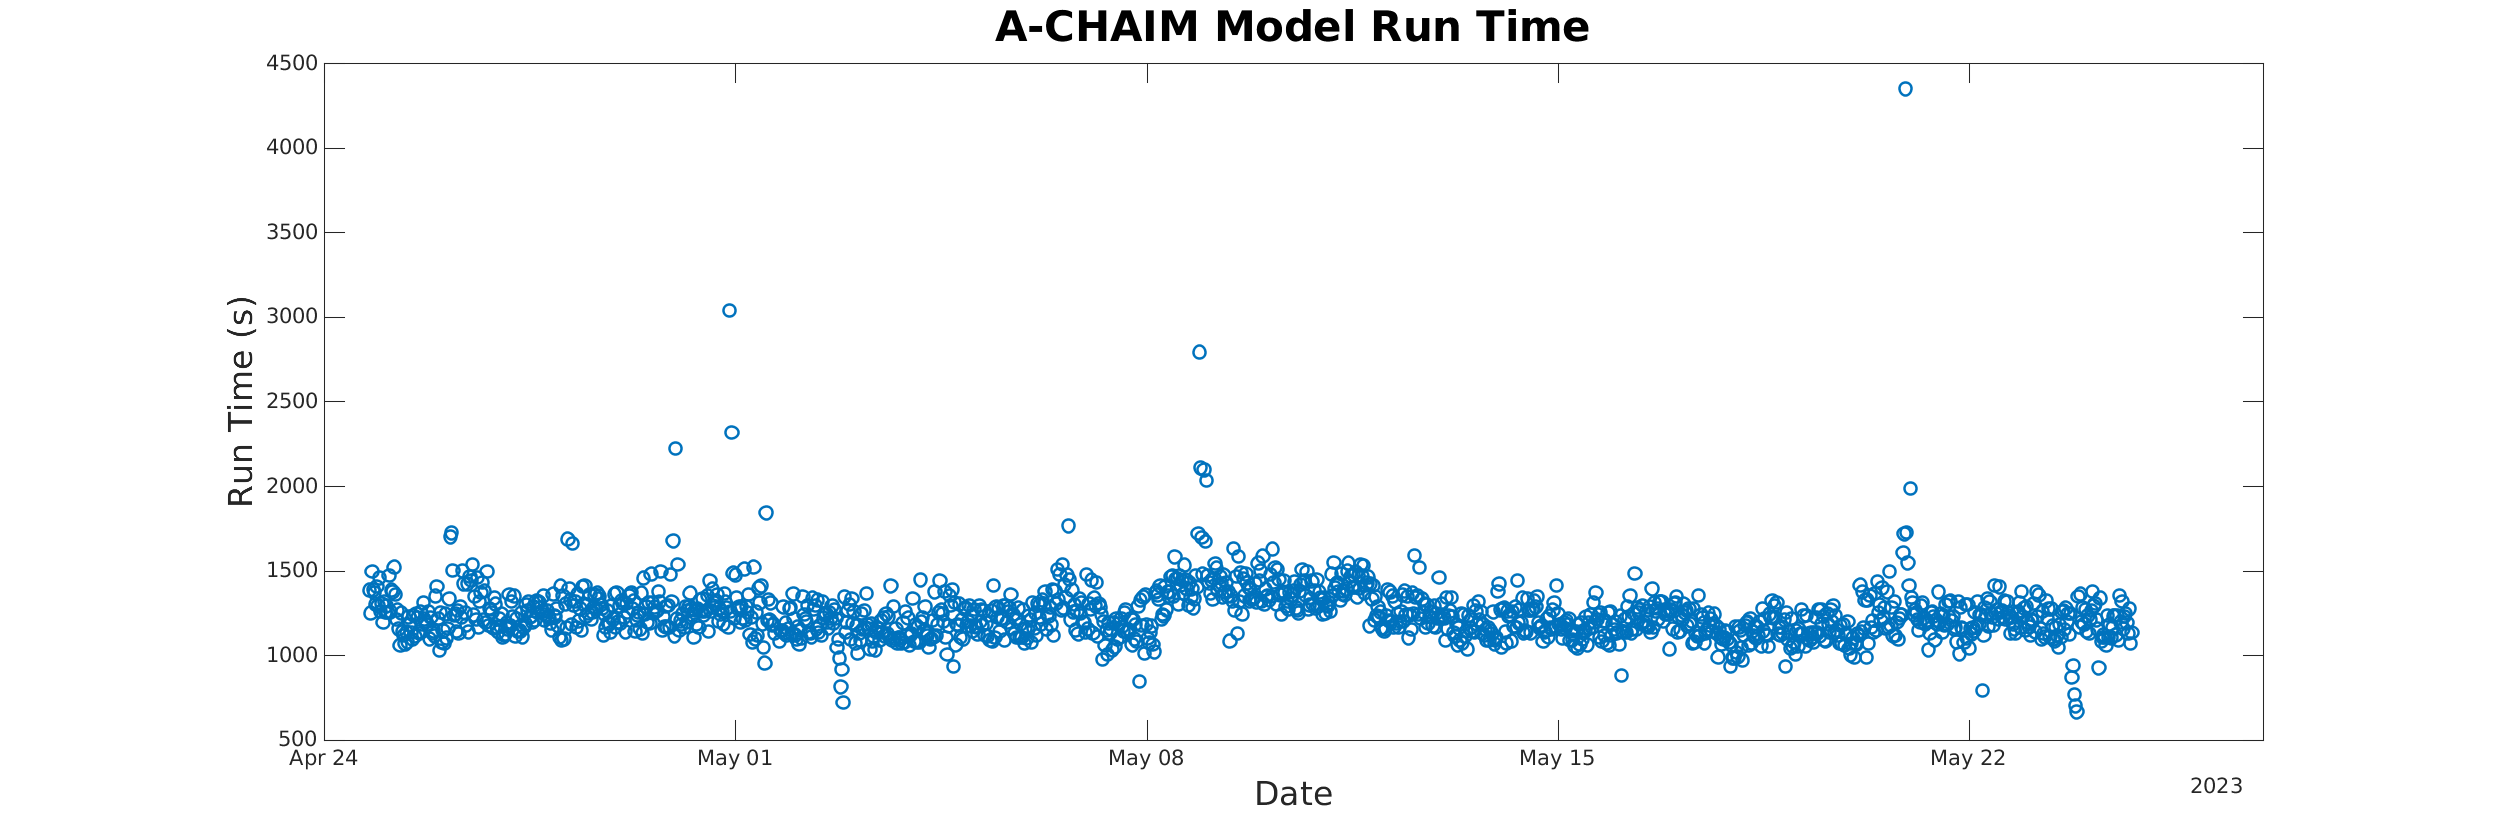 A-CHAIM Model Run Time
4500
4000
3500
3000
2500
2000
1500
1000
500
Run Time (s)
Apr 24 May 01 May 08 May 15 May 22
2023
Date